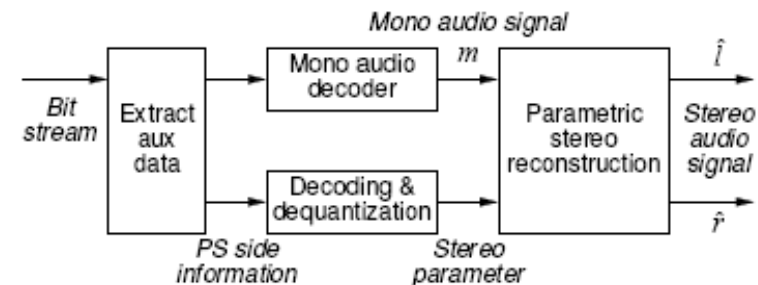 Mono audio signal
Bit
stream
Extract
aux
data
Mono audio
decoder
m
Decoding &
dequantization
PS side
information
Stereo
parameter
Parametric
stereo
reconstruction
l̂
Stereo
audio
signal
r̂